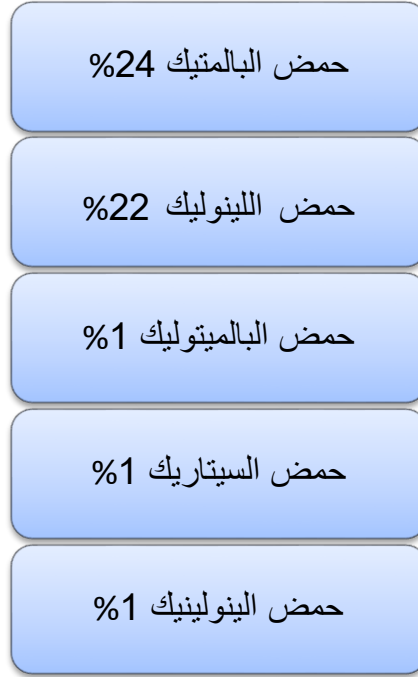 حمض البالمتيك 24%
حمض اللينوليك 22%
حمض البالميتوليك 1%
حمض السيتاريك 1%
حمض الينولينيك 1%